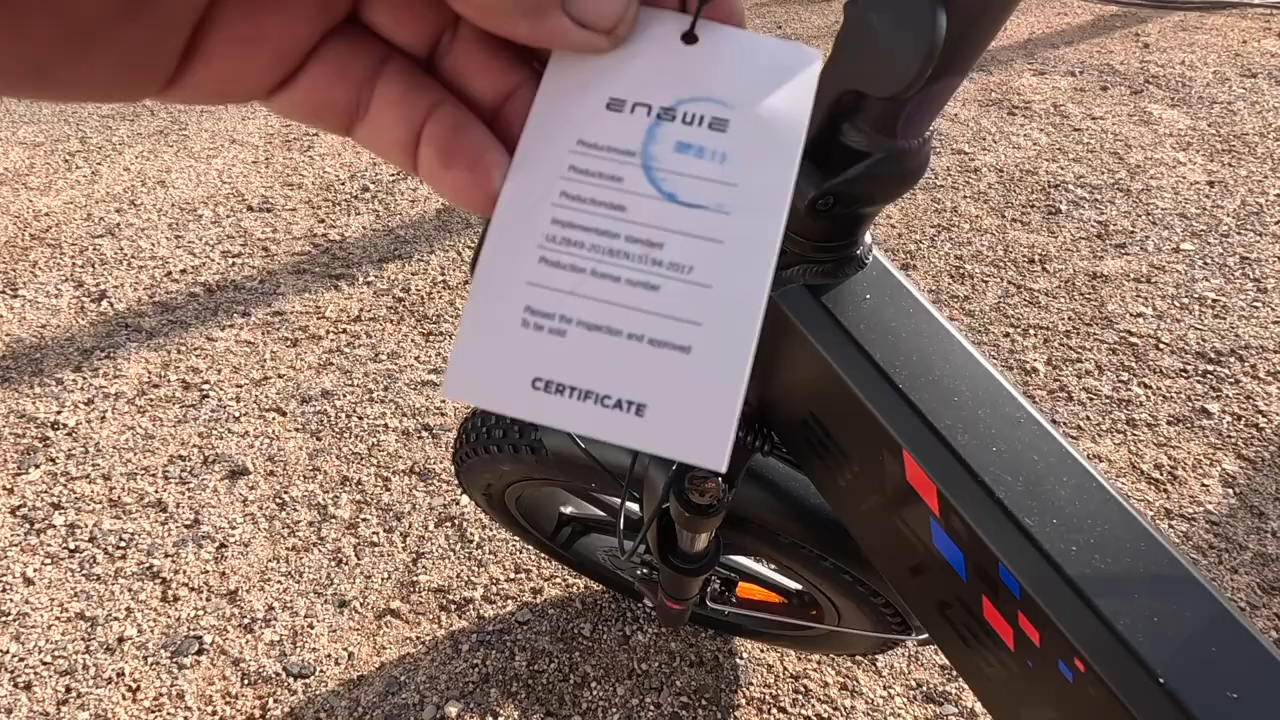 ENGWE
Productmodel
Productcolor
Productiondate
Implementation standard
UL2849-2018/EN15194-2017
Production license number
Passed the inspection and approved
To be sold
CERTIFICATE